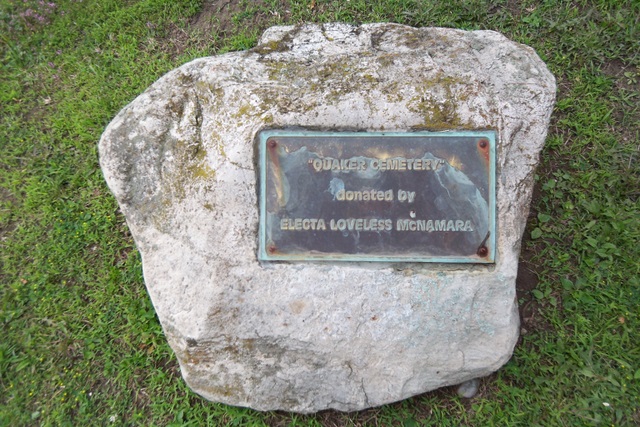 "QUAKER CEMETERY"
donated by
ELECTA LOVELESS MCNAMARA